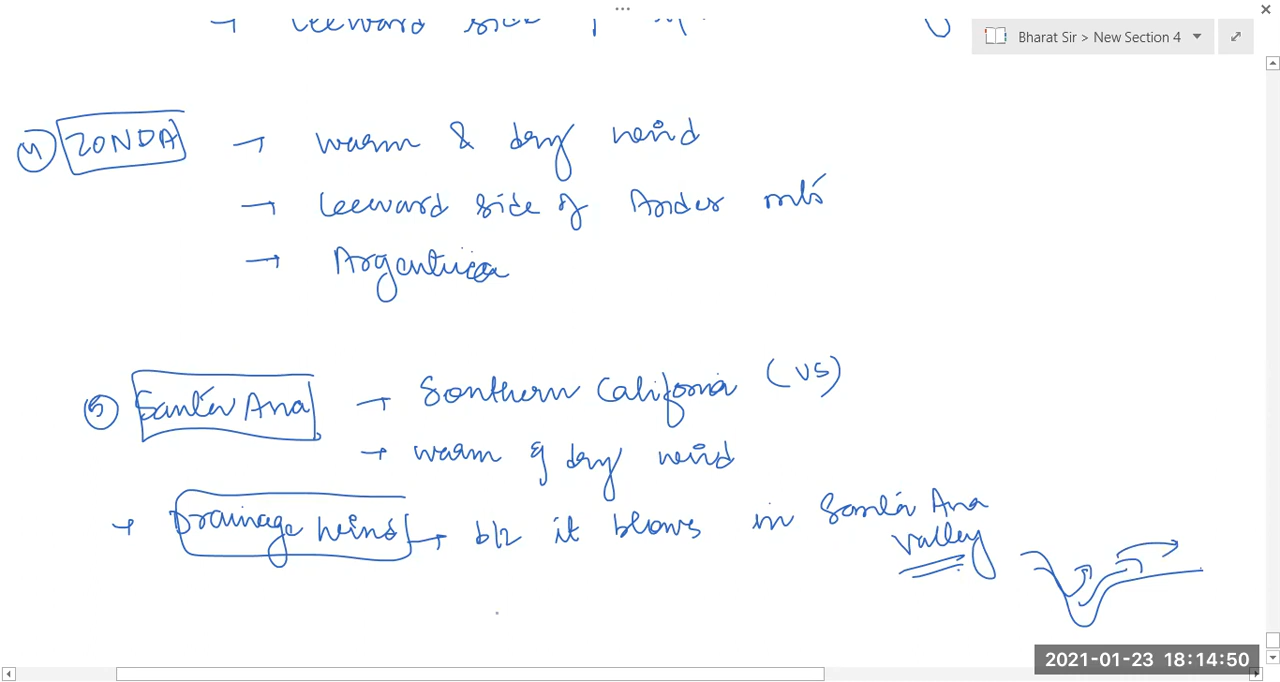 → leeward side
Bharat Sir > New Section 4
④ ZONDA → warm & dry wind
→ leeward side of Andes mts
→ Argentina
⑤ Santa Ana → Southern California (US)
→ warm & dry wind
→ Drainage wind → b/z it blows in Santa Ana
valley
2021-01-23 18:14:50